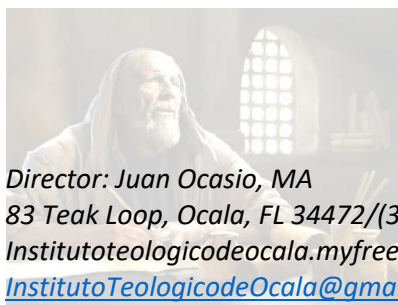 Director: Juan Ocasio, MA
83 Teak Loop, Ocala, FL 34472/(3
Institutoteologicodeocala.myfree
InstitutoTeologicodeOcala@gma